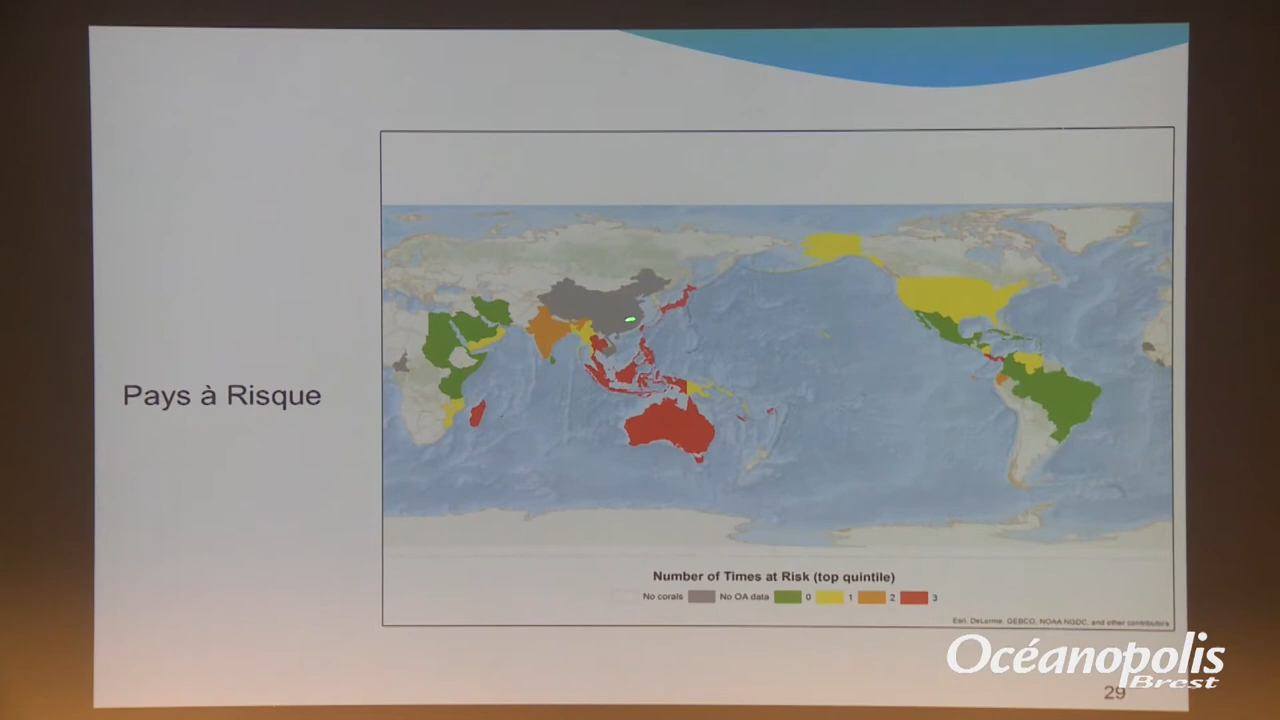 Pays à Risque
Number of Times at Risk (top quintile)
No corals No OA data 0 1 2 3
Esri, DeLorme, GEBCO, NOAA NGDC, and other contributors
Océanopolis
Brest
29